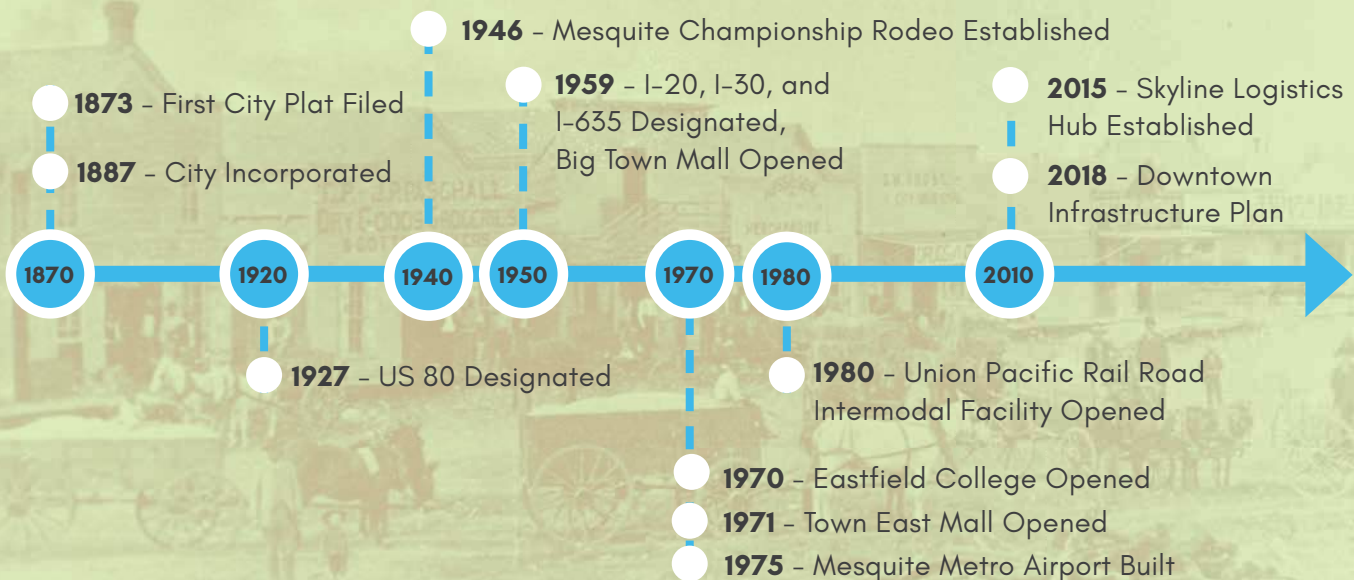 1946 - Mesquite Championship Rodeo Established
1873 - First City Plat Filed
1887 - City Incorporated
1959 - I-20, I-30, and
I-635 Designated,
Big Town Mall Opened
2015 - Skyline Logistics
Hub Established
2018 - Downtown
Infrastructure Plan
1870
1920
1940
1950
1970
1980
2010
1927 - US 80 Designated
1980 - Union Pacific Rail Road
Intermodal Facility Opened
1970 - Eastfield College Opened
1971 - Town East Mall Opened
1975 - Mesquite Metro Airport Built